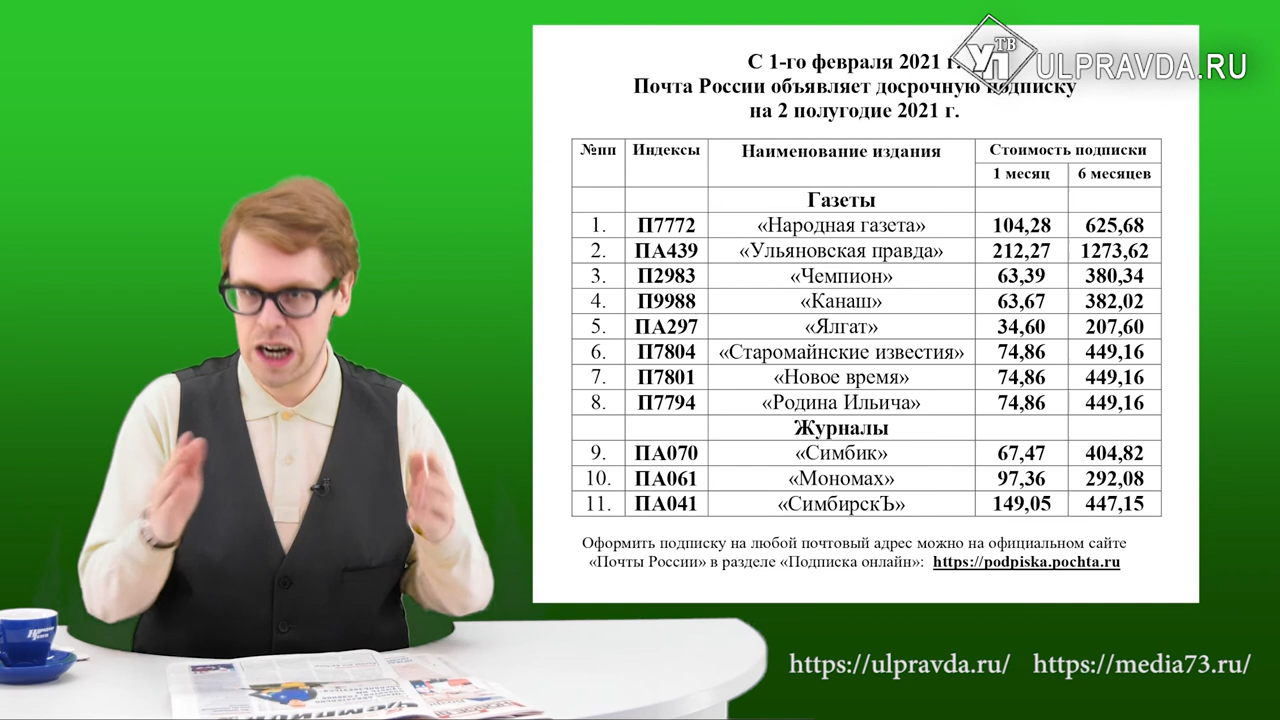 УП ТВ ULPRAVDA.RU
С 1-го февраля 2021 г.
Почта России объявляет досрочную подписку
на 2 полугодие 2021 г.
№пп Индексы Наименование издания Стоимость подписки
1 месяц 6 месяцев
Газеты
1. П7772 «Народная газета» 104,28 625,68
2. ПА439 «Ульяновская правда» 212,27 1273,62
3. П2983 «Чемпион» 63,39 380,34
4. П9988 «Канаш» 63,67 382,02
5. ПА297 «Ялгат» 34,60 207,60
6. П7804 «Старомайнские известия» 74,86 449,16
7. П7801 «Новое время» 74,86 449,16
8. П7794 «Родина Ильича» 74,86 449,16
Журналы
9. ПА070 «Симбик» 67,47 404,82
10. ПА061 «Мономах» 97,36 292,08
11. ПА041 «СимбирскЪ» 149,05 447,15
Оформить подписку на любой почтовый адрес можно на официальном сайте
«Почты России» в разделе «Подписка онлайн»: https://podpiska.pochta.ru
https://ulpravda.ru/ https://media73.ru/